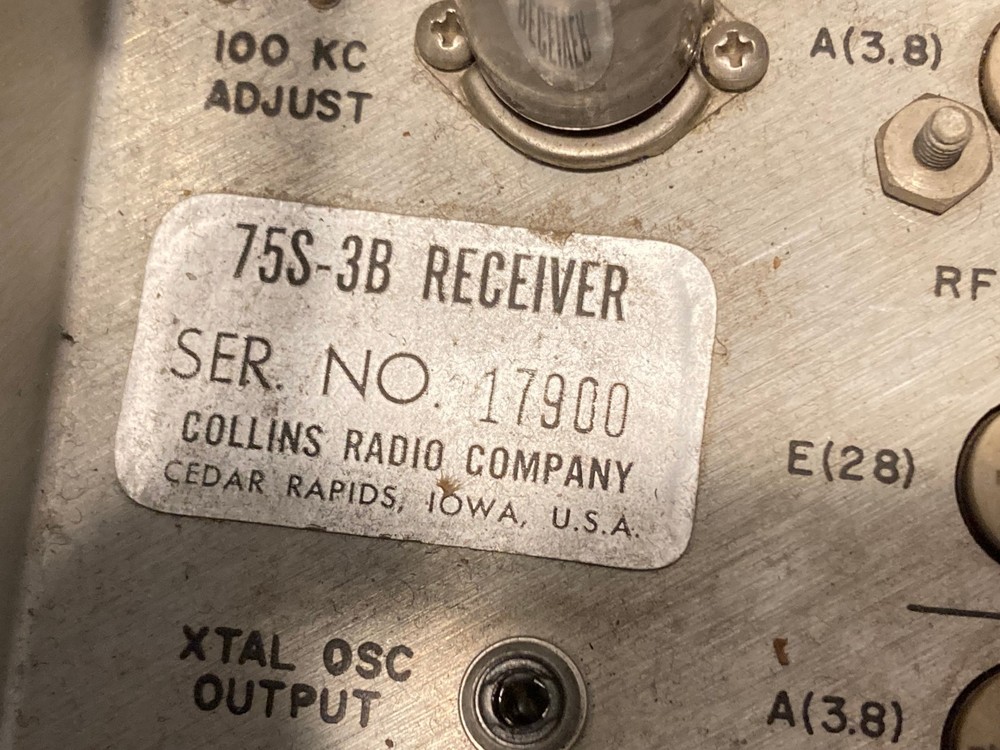 100 KC
ADJUST
A(3.8)
75S-3B RECEIVER
SER. NO. 17900
COLLINS RADIO COMPANY
CEDAR RAPIDS, IOWA, U.S.A.
RF
E(28)
XTAL OSC
OUTPUT
A(3.8)